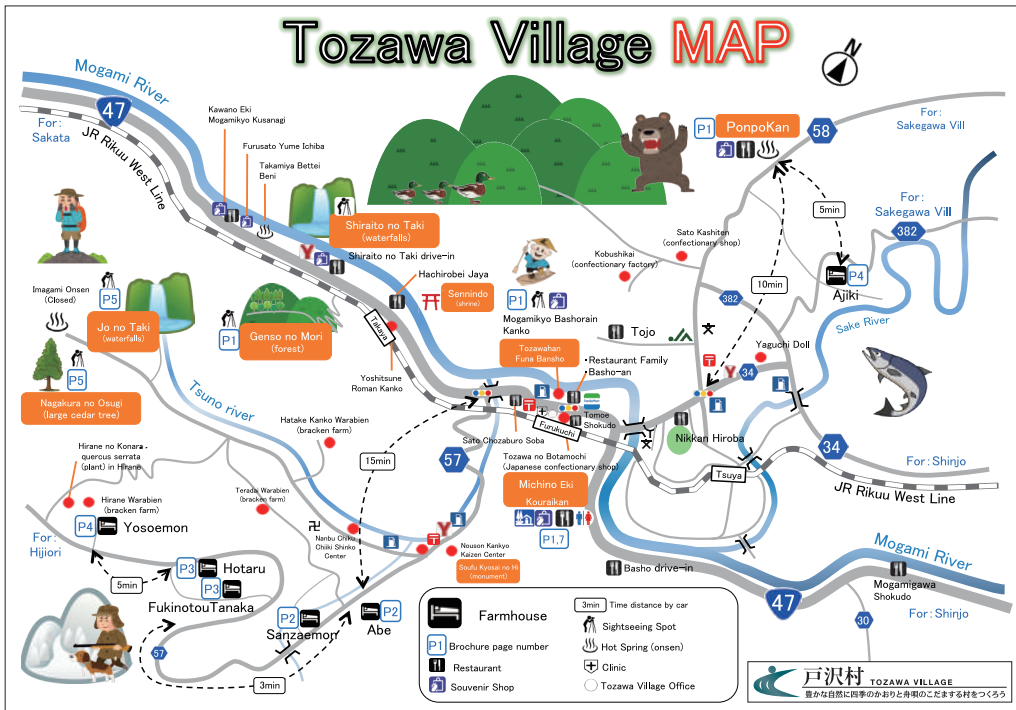 Tozawa Village MAP
N
Mogami River
47
For:
Sakata
JR Rikuu West Line
Kawano Eki
Mogamikyo Kusanagi
Furusato Yume Ichiba
Takamiya Bettei
Beni
Shiraito no Taki
(waterfalls)
Shiraito no Taki drive-in
Hachirobei Jaya
Sennindo
(shrine)
P1
PonpoKan
58
For:
Sakegawa Vill
5min
For:
Sakegawa Vill
382
P4
Ajiki
Sato Kashiten
(confectionary shop)
Kobushikai
(confectionary factory)
10min
382
Sake River
Imagami Onsen
(Closed)
P5
Jo no Taki
(waterfalls)
P1
Genso no Mori
(forest)
Takaya
Yoshitsune
Roman Kanko
P1
Mogamikyo Bashorain
Kanko
Tozawahan
Funa Bansho
Tojo
Restaurant Family
Basho-an
FamilyMart
Yaguchi Doll
34
P5
Nagakura no Osugi
(large cedar tree)
Tsuno river
Hatake Kanko Warabien
(bracken farm)
Sato Chozaburo Soba
Furukuchi
Tomoe
Shokudo
Nikkan Hiroba
Tsuya
34
For: Shinjo
JR Rikuu West Line
57
15min
Tozawa no Botamochi
(Japanese confectionary shop)
Michino Eki
Kouraikan
P1,7
Hirane no Konara -
quercus serrata
(plant) in Hirane
Hirane Warabien
(bracken farm)
Teradai Warabien
(bracken farm)
P4
Yosoemon
For:
Hijiori
卍
Nanbu Chiku
Chiiki Shinko
Center
Nouson Kankyo
Kaizen Center
Soufu Kyosai no Hi
(monument)
Basho drive-in
Mogami River
Mogamigawa
Shokudo
47
For: Shinjo
30
5min
P3
Hotaru
P3
FukinotouTanaka
P2
Sanzaemon
P2
Abe
57
3min
Farmhouse
P1
Brochure page number
Restaurant
Souvenir Shop
3min
Time distance by car
Sightseeing Spot
Hot Spring (onsen)
Clinic
Tozawa Village Office
戸沢村 TOZAWA VILLAGE
豊かな自然に四季のかおりと舟唄のこだまする村をつくろう